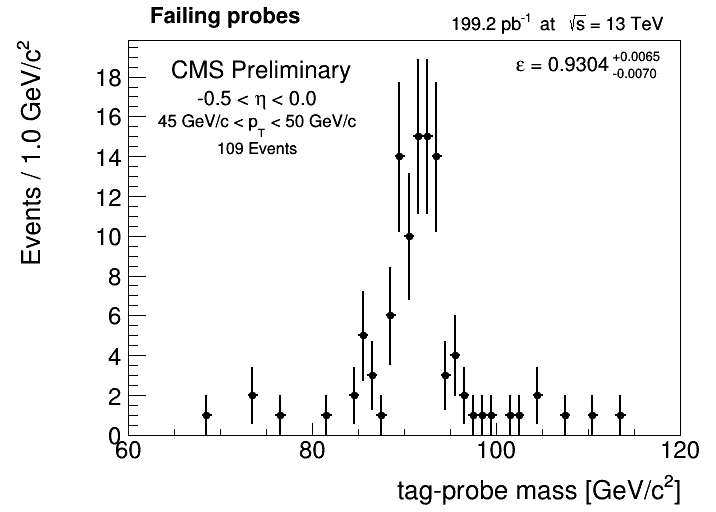 Failing probes
199.2 pb⁻¹ at √s = 13 TeV
CMS Preliminary
-0.5 < η < 0.0
45 GeV/c < p_T < 50 GeV/c
109 Events
ε = 0.9304 +0.0065 -0.0070
Events / 1.0 GeV/c²
18
16
14
12
10
8
6
4
2
0
60 80 100 120
tag-probe mass [GeV/c²]